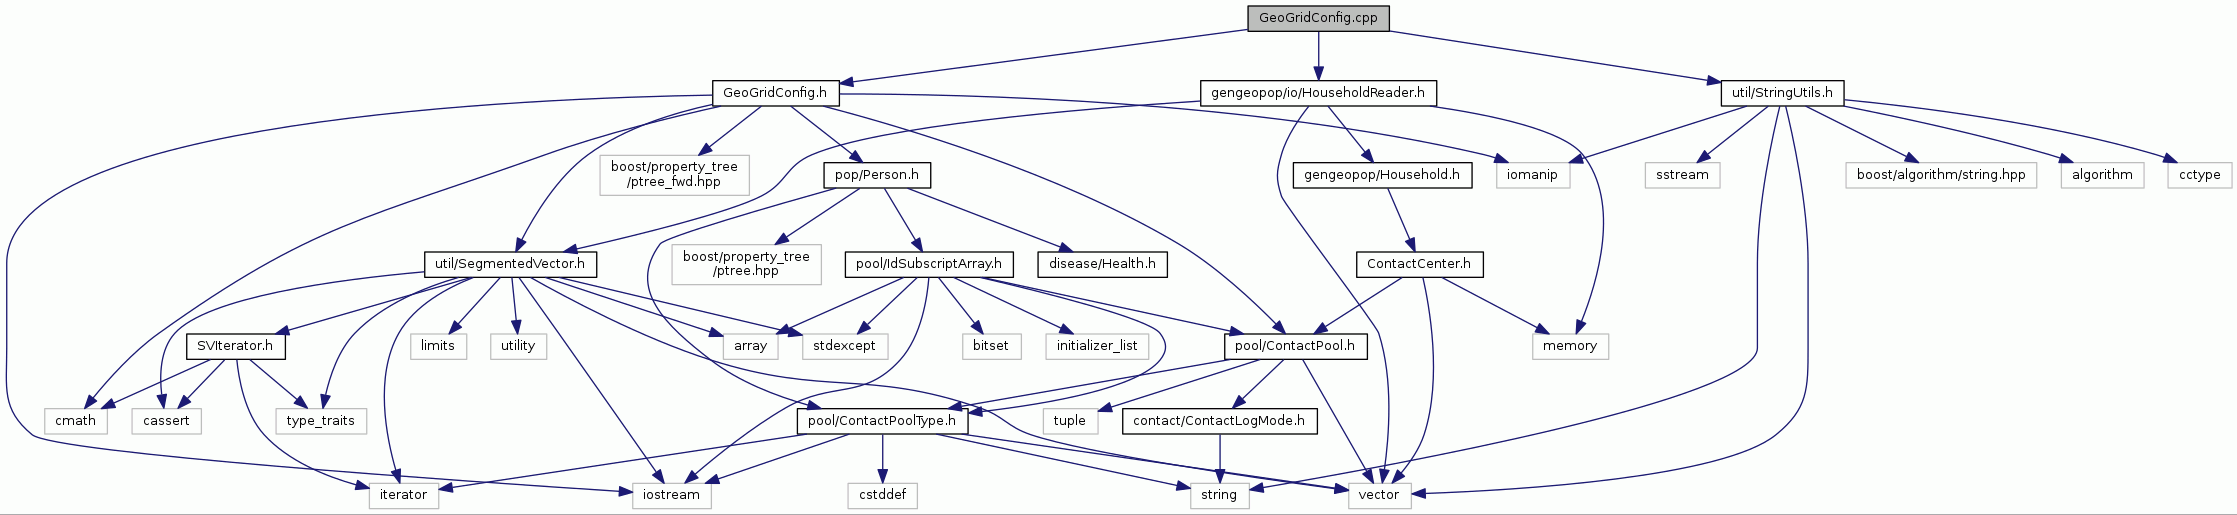 GeoGridConfig.cpp
GeoGridConfig.h
gengeopop/io/HouseholdReader.h
util/StringUtils.h
boost/property_tree
/ptree_fwd.hpp
pop/Person.h
gengeopop/Household.h
iomanip
sstream
boost/algorithm/string.hpp
algorithm
cctype
util/SegmentedVector.h
boost/property_tree
/ptree.hpp
pool/IdSubscriptArray.h
disease/Health.h
ContactCenter.h
SVIterator.h
limits
utility
array
stdexcept
bitset
initializer_list
pool/ContactPool.h
memory
cmath
cassert
type_traits
pool/ContactPoolType.h
tuple
contact/ContactLogMode.h
iterator
iostream
cstddef
string
vector